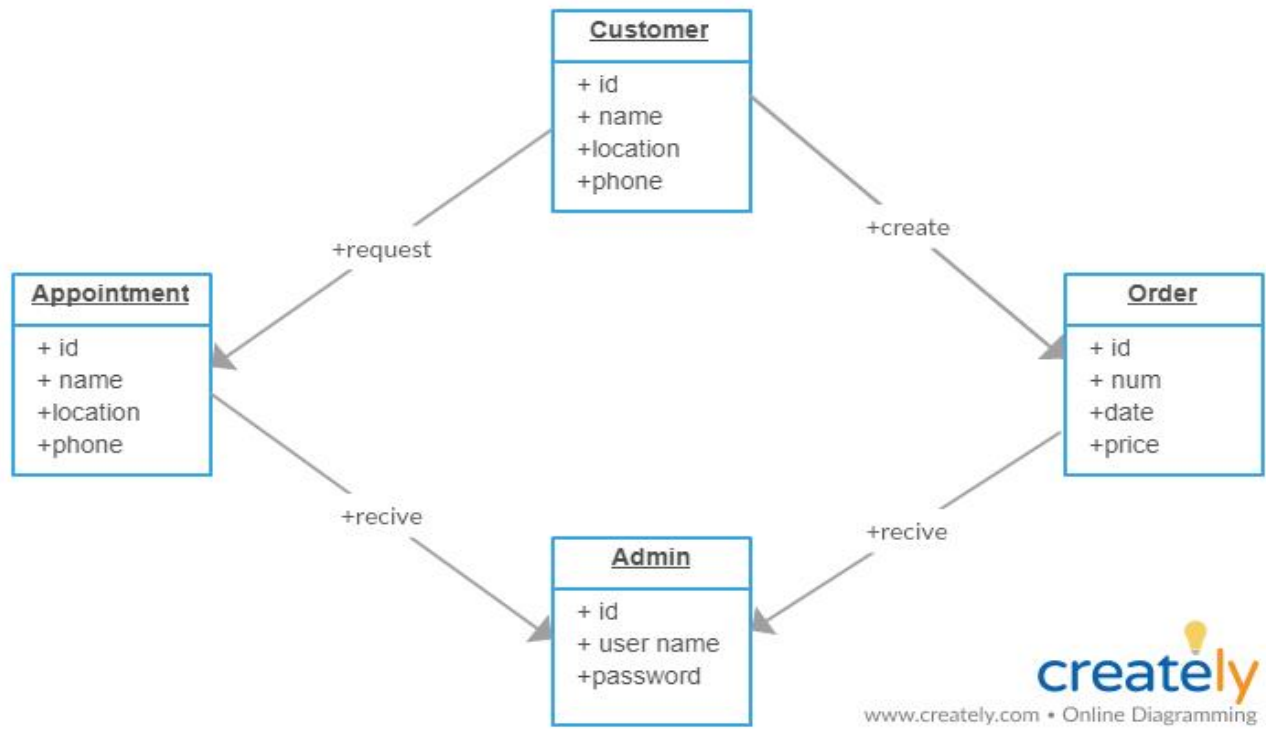 Customer
+ id
+ name
+location
+phone
+request
+create
Appointment
+ id
+ name
+location
+phone
Order
+ id
+ num
+date
+price
+recive
+recive
Admin
+ id
+ user name
+password
creately
www.creately.com • Online Diagramming